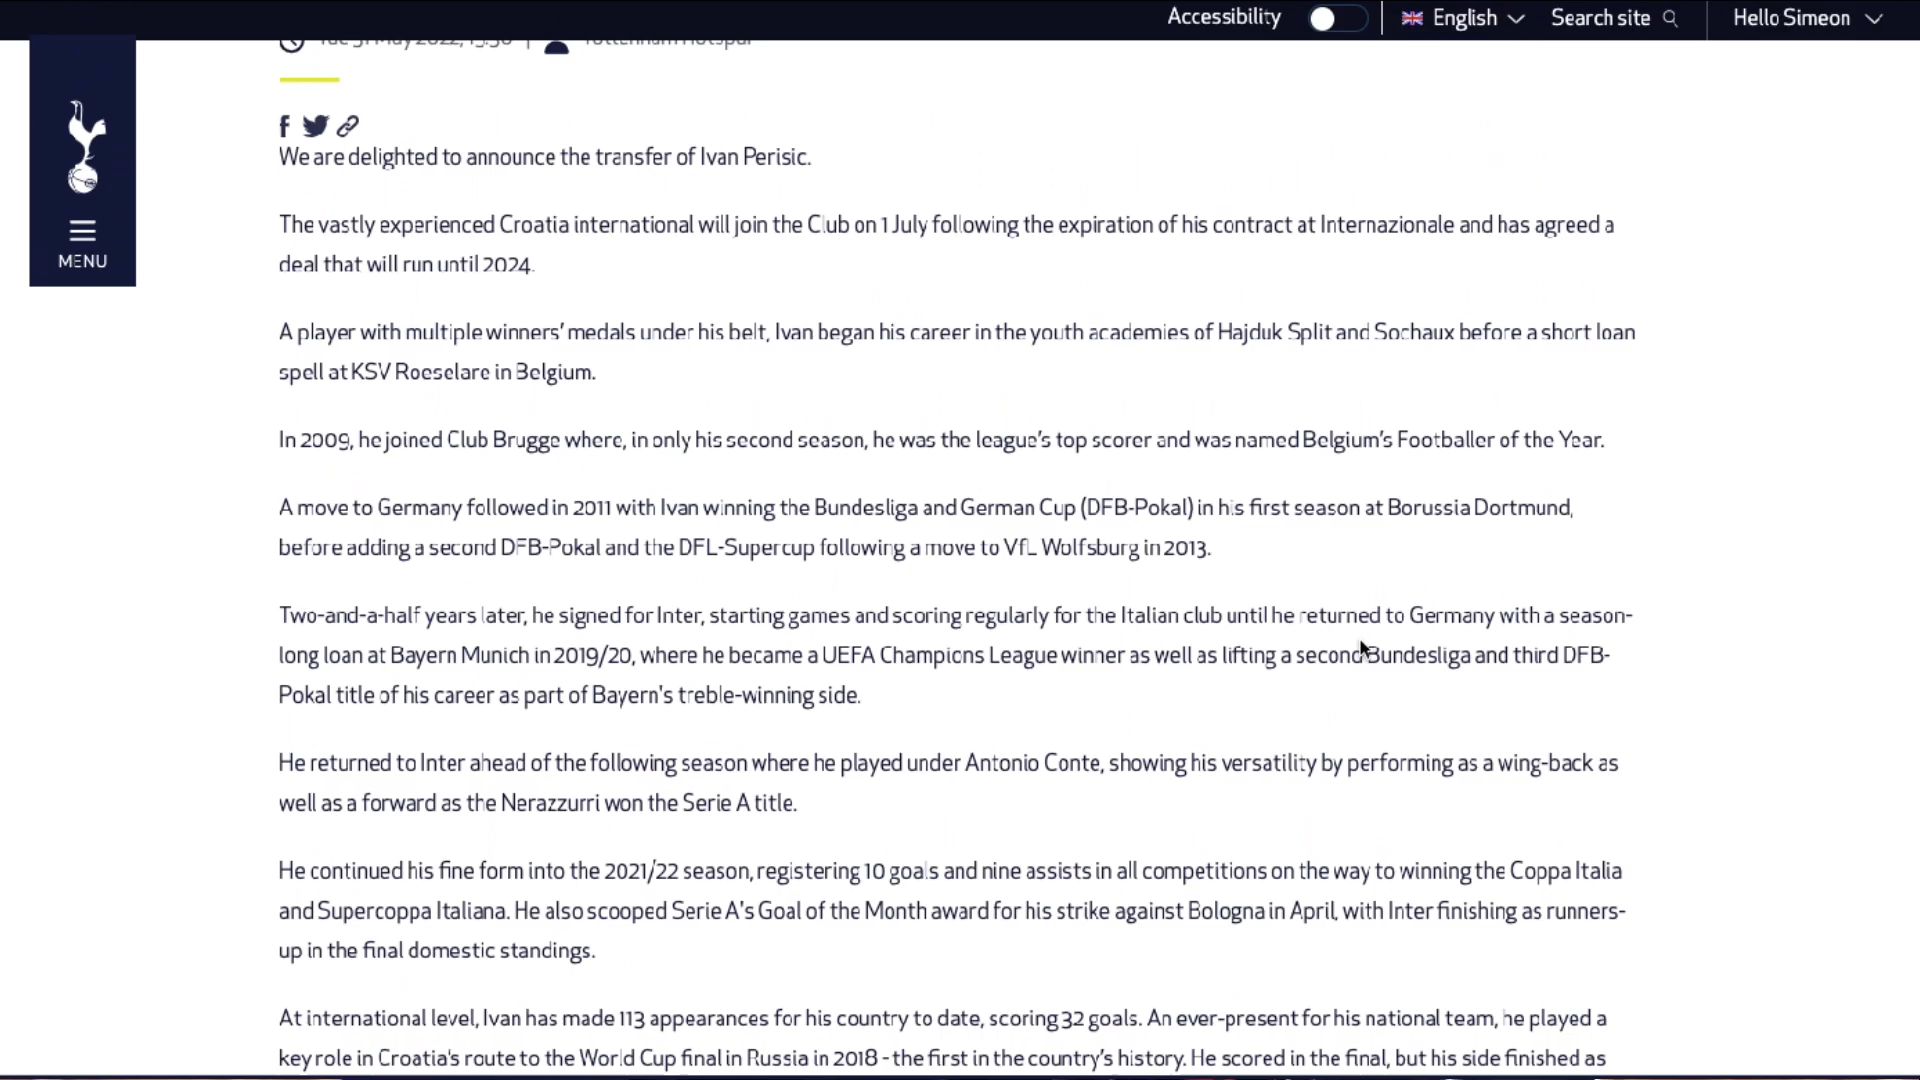 Accessibility English Search site Hello Simeon
Tue 31 May 2022, Tottenham Hotspur
MENU
We are delighted to announce the transfer of Ivan Perisic.
The vastly experienced Croatia international will join the Club on 1 July following the expiration of his contract at Internazionale and has agreed a
deal that will run until 2024.
A player with multiple winners' medals under his belt, Ivan began his career in the youth academies of Hajduk Split and Sochaux before a short loan
spell at KSV Roeselare in Belgium.
In 2009, he joined Club Brugge where, in only his second season, he was the league's top scorer and was named Belgium's Footballer of the Year.
A move to Germany followed in 2011 with Ivan winning the Bundesliga and German Cup (DFB-Pokal) in his first season at Borussia Dortmund,
before adding a second DFB-Pokal and the DFL-Supercup following a move to VfL Wolfsburg in 2013.
Two-and-a-half years later, he signed for Inter, starting games and scoring regularly for the Italian club until he returned to Germany with a season-
long loan at Bayern Munich in 2019/20, where he became a UEFA Champions League winner as well as lifting a second Bundesliga and third DFB-
Pokal title of his career as part of Bayern's treble-winning side.
He returned to Inter ahead of the following season where he played under Antonio Conte, showing his versatility by performing as a wing-back as
well as a forward as the Nerazzurri won the Serie A title.
He continued his fine form into the 2021/22 season, registering 10 goals and nine assists in all competitions on the way to winning the Coppa Italia
and Supercoppa Italiana. He also scooped Serie A's Goal of the Month award for his strike against Bologna in April, with Inter finishing as runners-
up in the final domestic standings.
At international level, Ivan has made 113 appearances for his country to date, scoring 32 goals. An ever-present for his national team, he played a
key role in Croatia's route to the World Cup final in Russia in 2018 - the first in the country's history. He scored in the final, but his side finished as